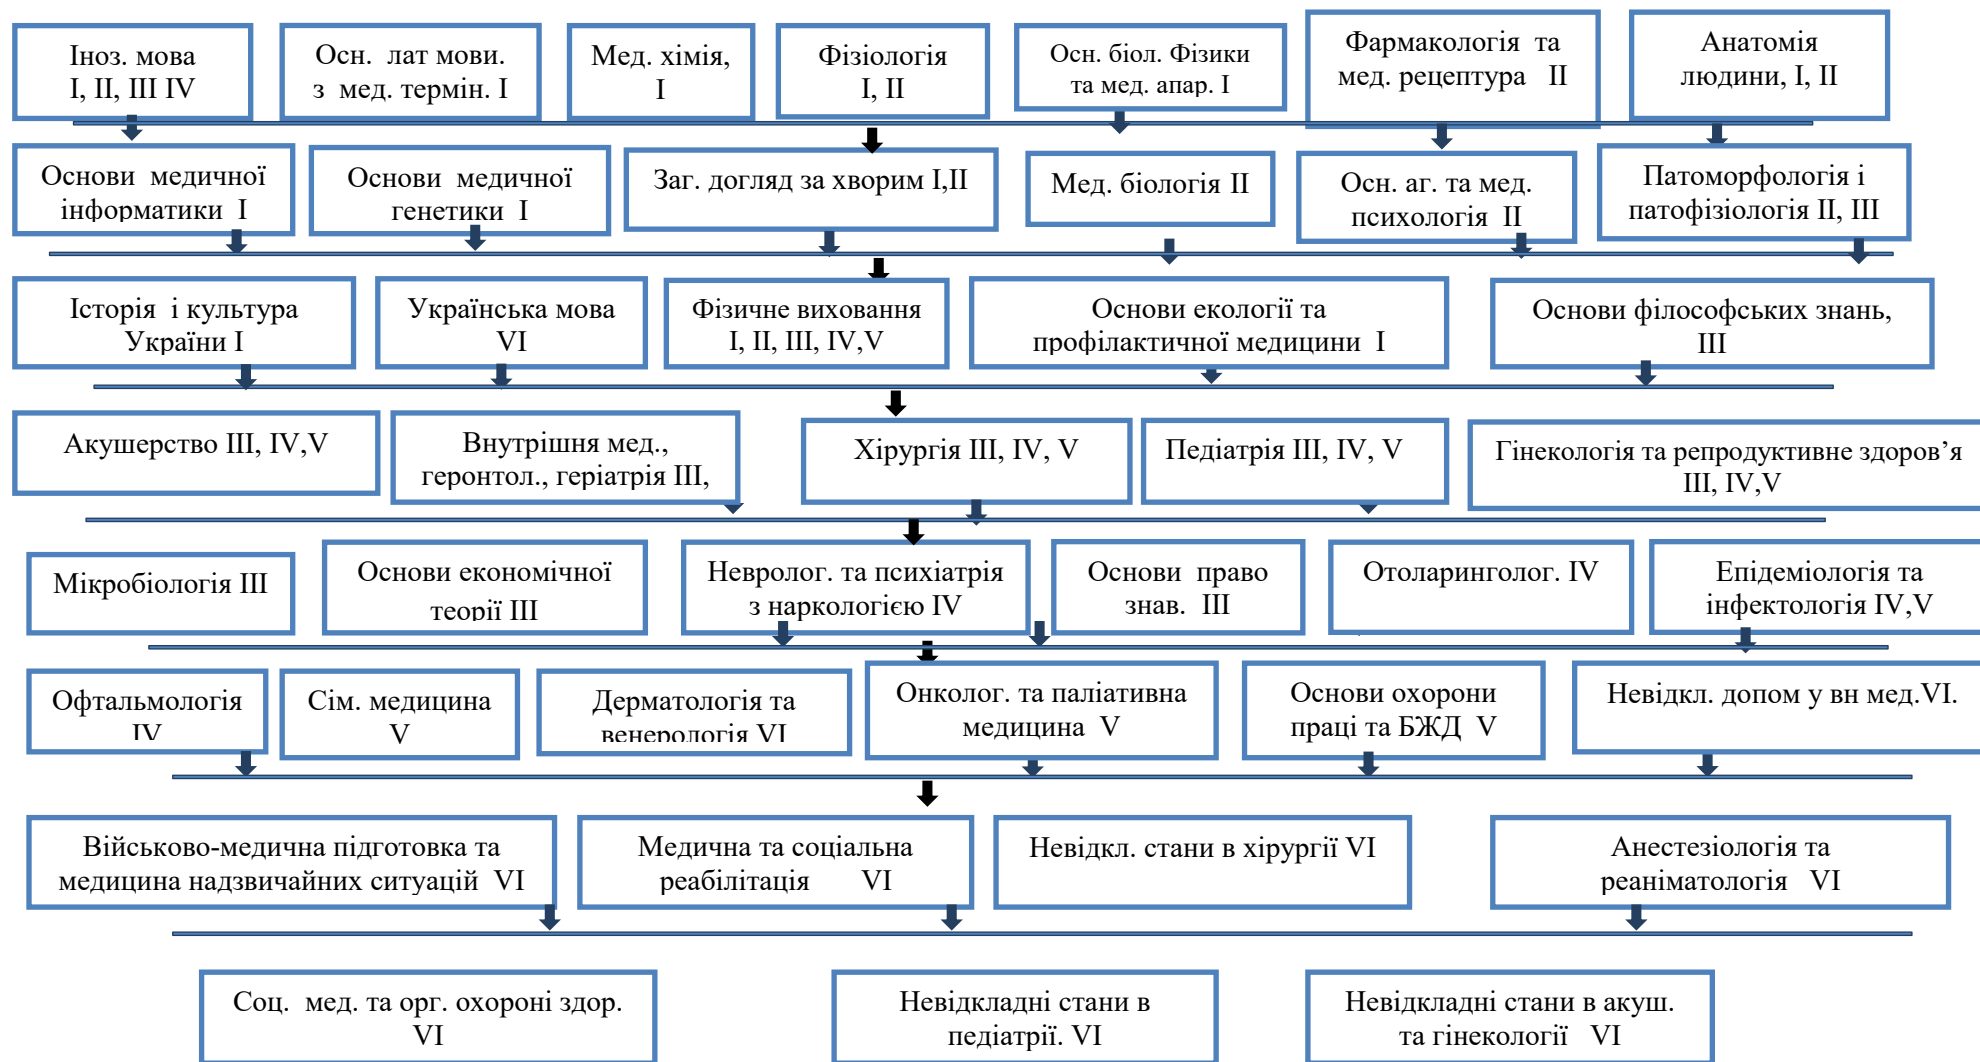 Іноз. мова
I, II, III IV
Осн. лат мови.
з мед. термін. I
Мед. хімія,
I
Фізіологія
I, II
Осн. біол. Фізики
та мед. апар. I
Фармакологія та
мед. рецептура II
Анатомія
людини, I, II
Основи медичної
інформатики I
Основи медичної
генетики I
Заг. догляд за хворим I,II
Мед. біологія II
Осн. аг. та мед.
психологія II
Патоморфологія і
патофізіологія II, III
Історія і культура
України I
Українська мова
VI
Фізичне виховання
I, II, III, IV,V
Основи екології та
профілактичної медицини I
Основи філософських знань,
III
Акушерство III, IV,V
Внутрішня мед.,
геронтол., геріатрія III,
Хірургія III, IV, V
Педіатрія III, IV, V
Гінекологія та репродуктивне здоров’я
III, IV,V
Мікробіологія III
Основи економічної
теорії III
Невролог. та психіатрія
з наркологією IV
Основи право
знав. III
Отоларинголог. IV
Епідеміологія та
інфектологія IV,V
Офтальмологія
IV
Сім. медицина
V
Дерматологія та
венерологія VI
Онколог. та паліативна
медицина V
Основи охорони
праці та БЖД V
Невідкл. допом у вн мед.VI.
Військово-медична підготовка та
медицина надзвичайних ситуацій VI
Медична та соціальна
реабілітація VI
Невідкл. стани в хірургії VI
Анестезіологія та
реаніматологія VI
Соц. мед. та орг. охороні здор.
VI
Невідкладні стани в
педіатрії. VI
Невідкладні стани в акуш.
та гінекології VI